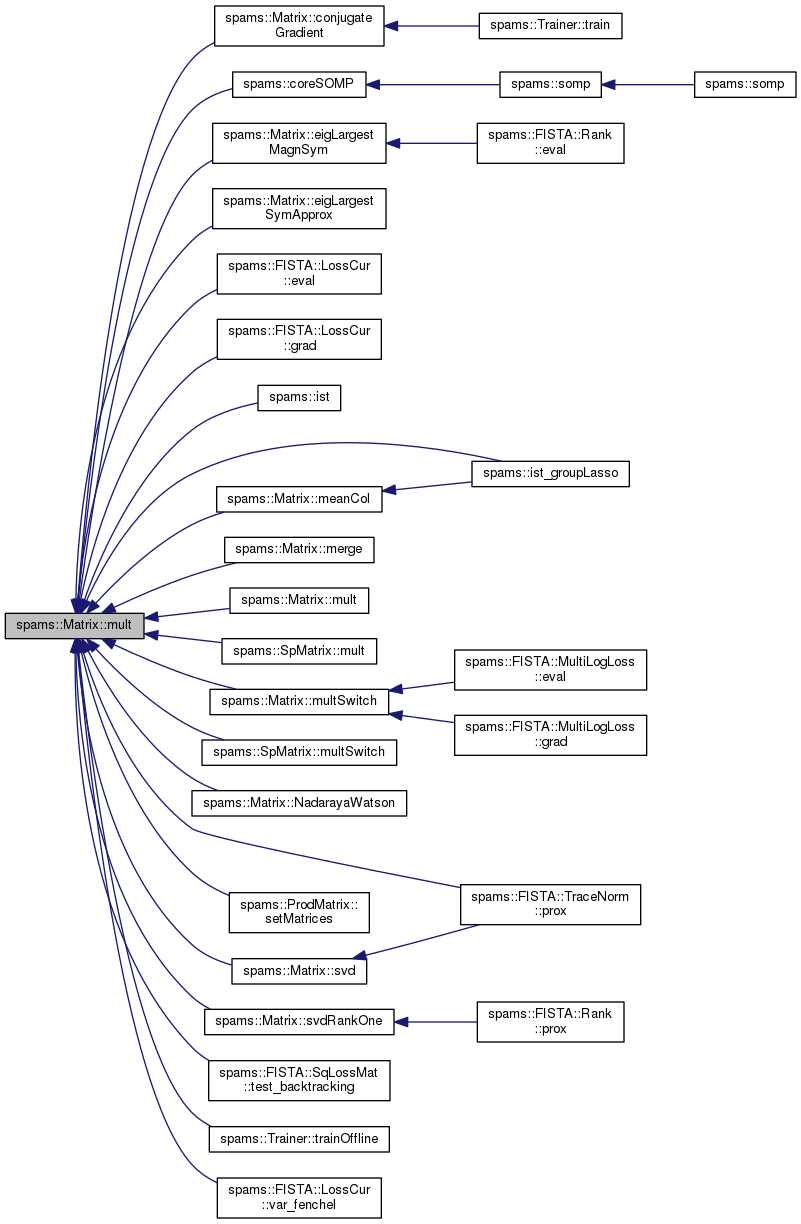 spams::Matrix::conjugate
Gradient
spams::Trainer::train
spams::coreSOMP
spams::somp
spams::somp
spams::Matrix::eigLargest
MagnSym
spams::FISTA::Rank
::eval
spams::Matrix::eigLargest
SymApprox
spams::FISTA::LossCur
::eval
spams::FISTA::LossCur
::grad
spams::ist
spams::ist_groupLasso
spams::Matrix::meanCol
spams::Matrix::merge
spams::Matrix::mult
spams::Matrix::mult
spams::SpMatrix::mult
spams::FISTA::MultiLogLoss
::eval
spams::Matrix::multSwitch
spams::FISTA::MultiLogLoss
::grad
spams::SpMatrix::multSwitch
spams::Matrix::NadarayaWatson
spams::ProdMatrix::
setMatrices
spams::FISTA::TraceNorm
::prox
spams::Matrix::svd
spams::Matrix::svdRankOne
spams::FISTA::Rank
::prox
spams::FISTA::SqLossMat
::test_backtracking
spams::Trainer::trainOffline
spams::FISTA::LossCur
::var_fenchel